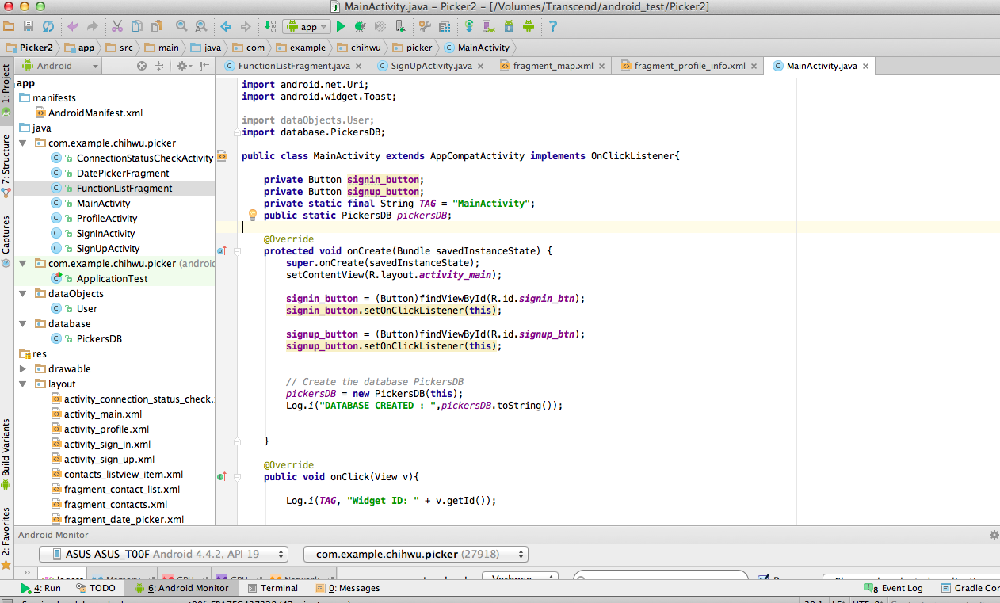 MainActivity.java – Picker2 – [/Volumes/Transcend/android_test/Picker2]
app
?
Picker2 app src main java com example chihwu picker MainActivity
Android
FunctionListFragment.java × SignUpActivity.java × fragment_map.xml × fragment_profile_info.xml × MainActivity.java ×
1: Project
Z: Structure
Captures
Build Variants
2: Favorites
app
manifests
AndroidManifest.xml
java
com.example.chihwu.picker
ConnectionStatusCheckActivity
DatePickerFragment
FunctionListFragment
MainActivity
ProfileActivity
SignInActivity
SignUpActivity
com.example.chihwu.picker (android
ApplicationTest
dataObjects
User
database
PickersDB
res
drawable
layout
activity_connection_status_check.
activity_main.xml
activity_profile.xml
activity_sign_in.xml
activity_sign_up.xml
contacts_listview_item.xml
fragment_contact_list.xml
fragment_contacts.xml
fragment_date_picker.xml
import android.net.Uri;
import android.widget.Toast;
import dataObjects.User;
import database.PickersDB;
public class MainActivity extends AppCompatActivity implements OnClickListener{
private Button signin_button;
private Button signup_button;
private static final String TAG = "MainActivity";
public static PickersDB pickersDB;
@Override
protected void onCreate(Bundle savedInstanceState) {
super.onCreate(savedInstanceState);
setContentView(R.layout.activity_main);
signin_button = (Button)findViewById(R.id.signin_btn);
signin_button.setOnClickListener(this);
signup_button = (Button)findViewById(R.id.signup_btn);
signup_button.setOnClickListener(this);
// Create the database PickersDB
pickersDB = new PickersDB(this);
Log.i("DATABASE CREATED : ",pickersDB.toString());
}
@Override
public void onClick(View v){
Log.i(TAG, "Widget ID: " + v.getId());
Android Monitor
ASUS ASUS_T00F Android 4.4.2, API 19 com.example.chihwu.picker (27918)
Verbose
4: Run TODO 6: Android Monitor Terminal 0: Messages 8 Event Log Gradle Con